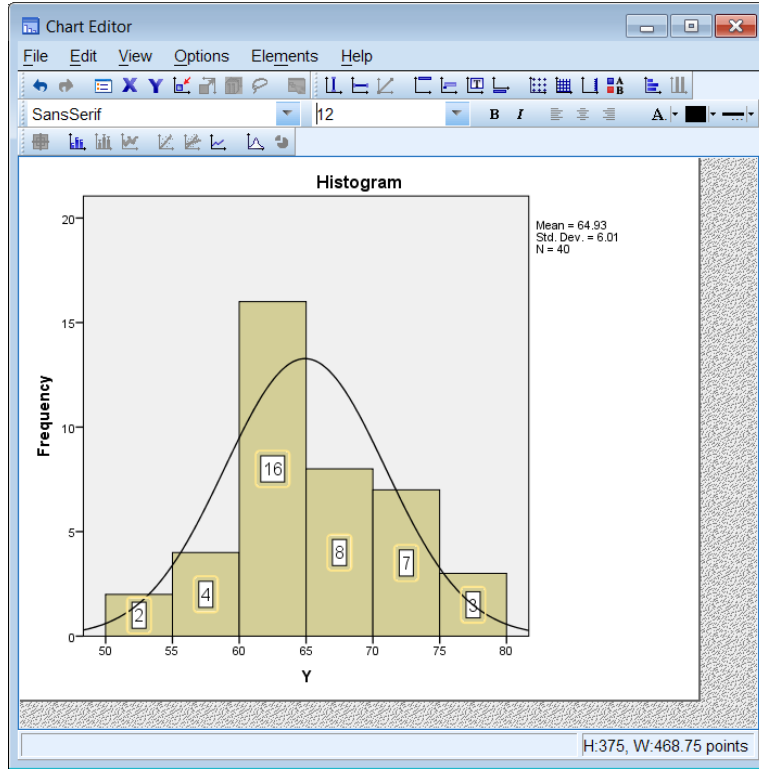 Chart Editor
File Edit View Options Elements Help
X Y
SansSerif 12 B I A
Histogram
Mean = 64.93
Std. Dev. = 6.01
N = 40
20
15
10
5
0
Frequency
16
8
7
4
3
2
50 55 60 65 70 75 80
Y
H:375, W:468.75 points